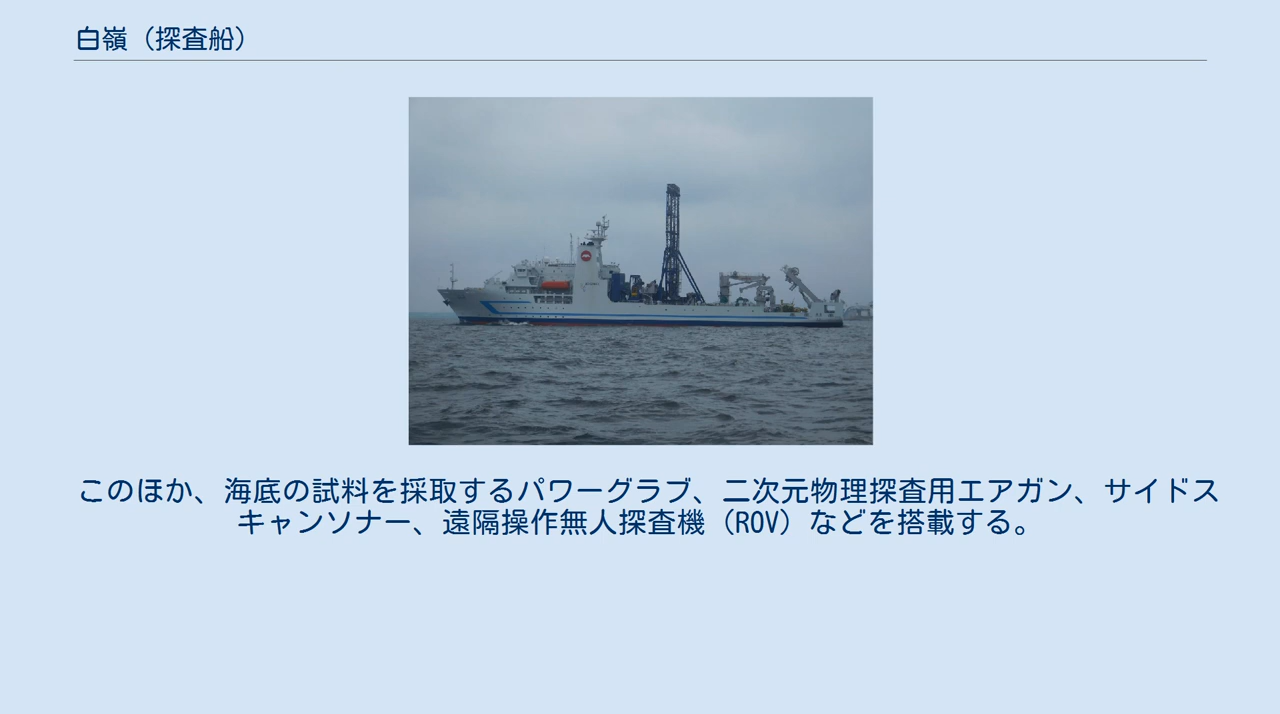 白嶺（探査船）
このほか、海底の試料を採取するパワーグラブ、二次元物理探査用エアガン、サイドス
キャンソナー、遠隔操作無人探査機（ROV）などを搭載する。